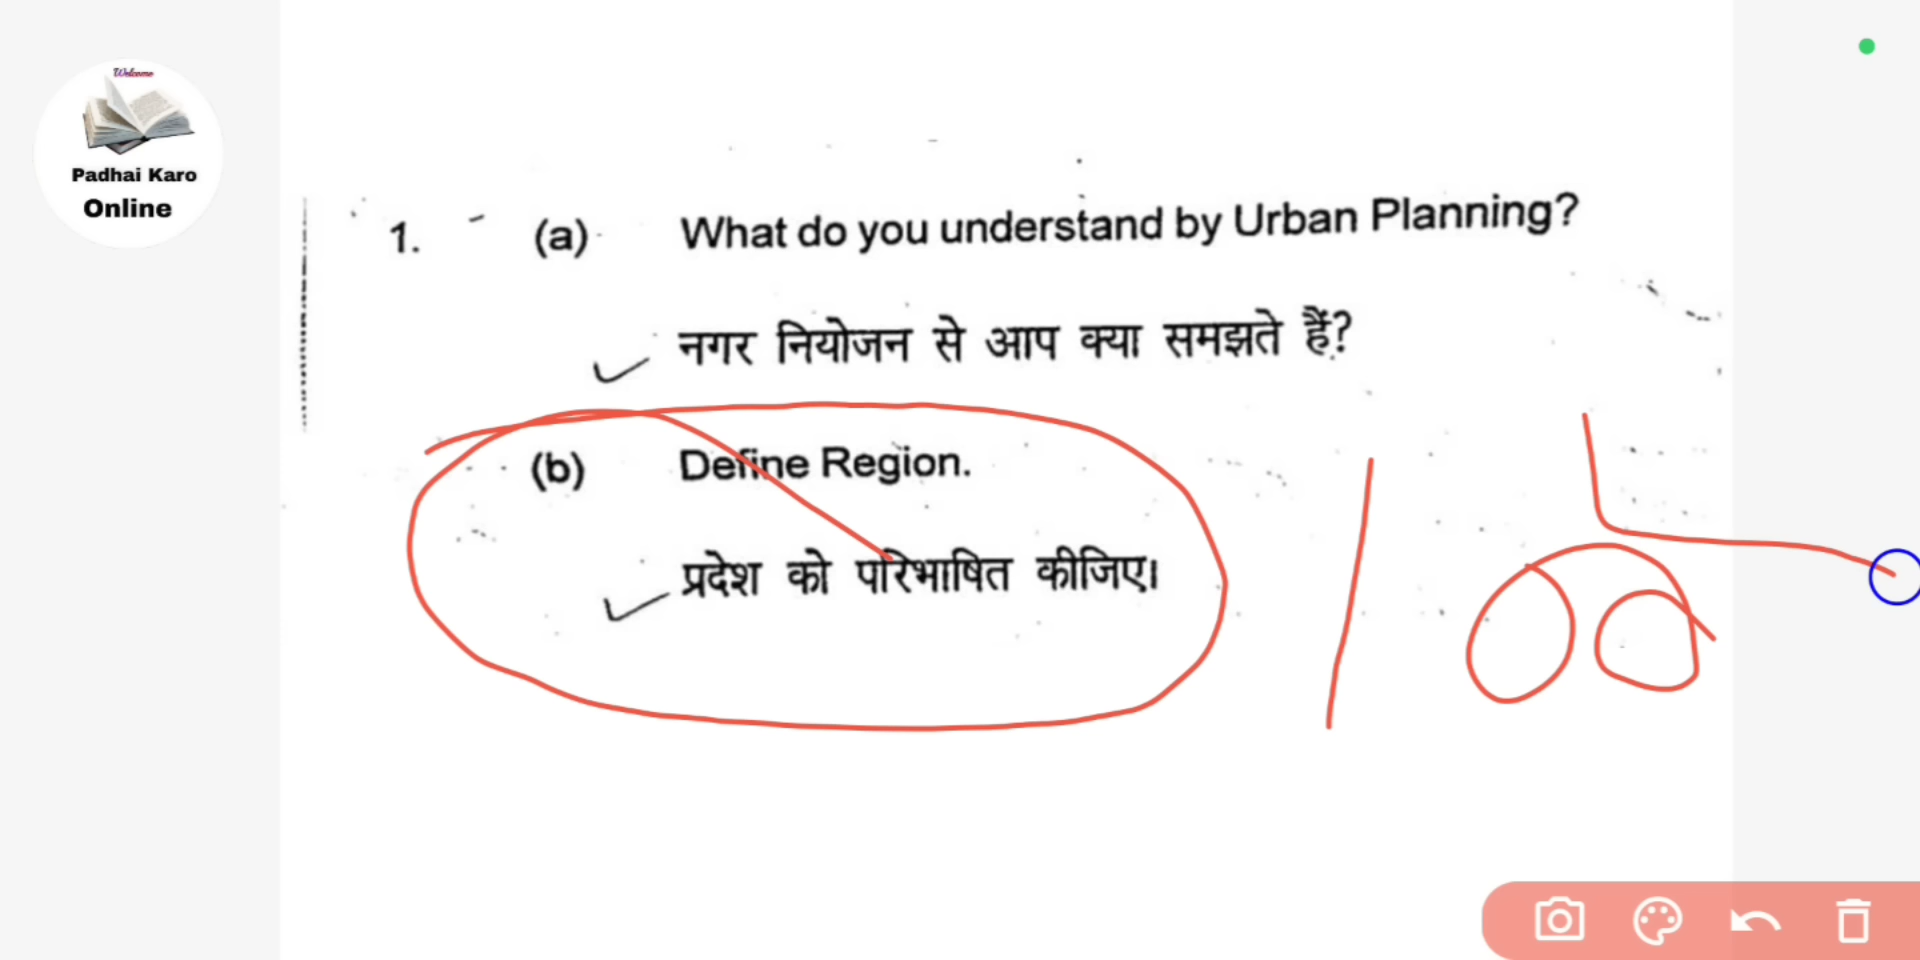 Welcome
Padhai Karo
Online
1. (a) What do you understand by Urban Planning?
नगर नियोजन से आप क्या समझते हैं?
(b) Define Region.
प्रदेश को परिभाषित कीजिए।
100